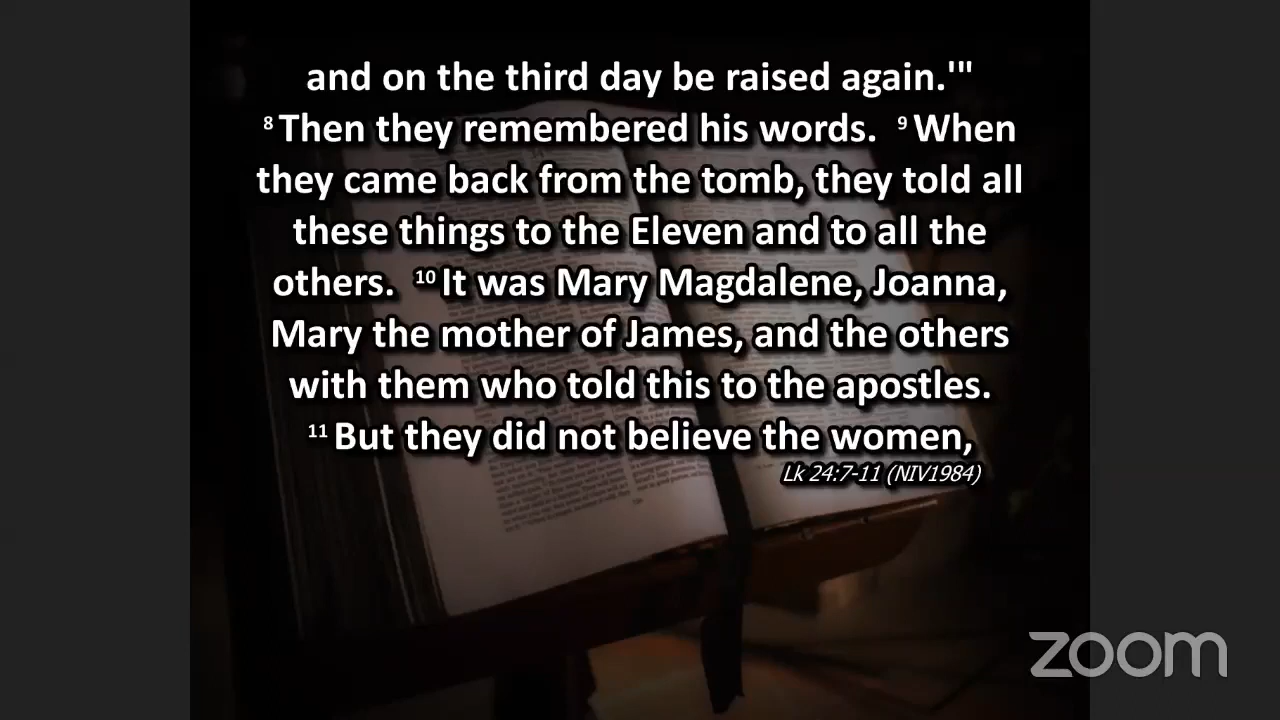 and on the third day be raised again.'"
8 Then they remembered his words. 9 When
they came back from the tomb, they told all
these things to the Eleven and to all the
others. 10 It was Mary Magdalene, Joanna,
Mary the mother of James, and the others
with them who told this to the apostles.
11 But they did not believe the women,
Lk 24:7-11 (NIV1984)
zoom